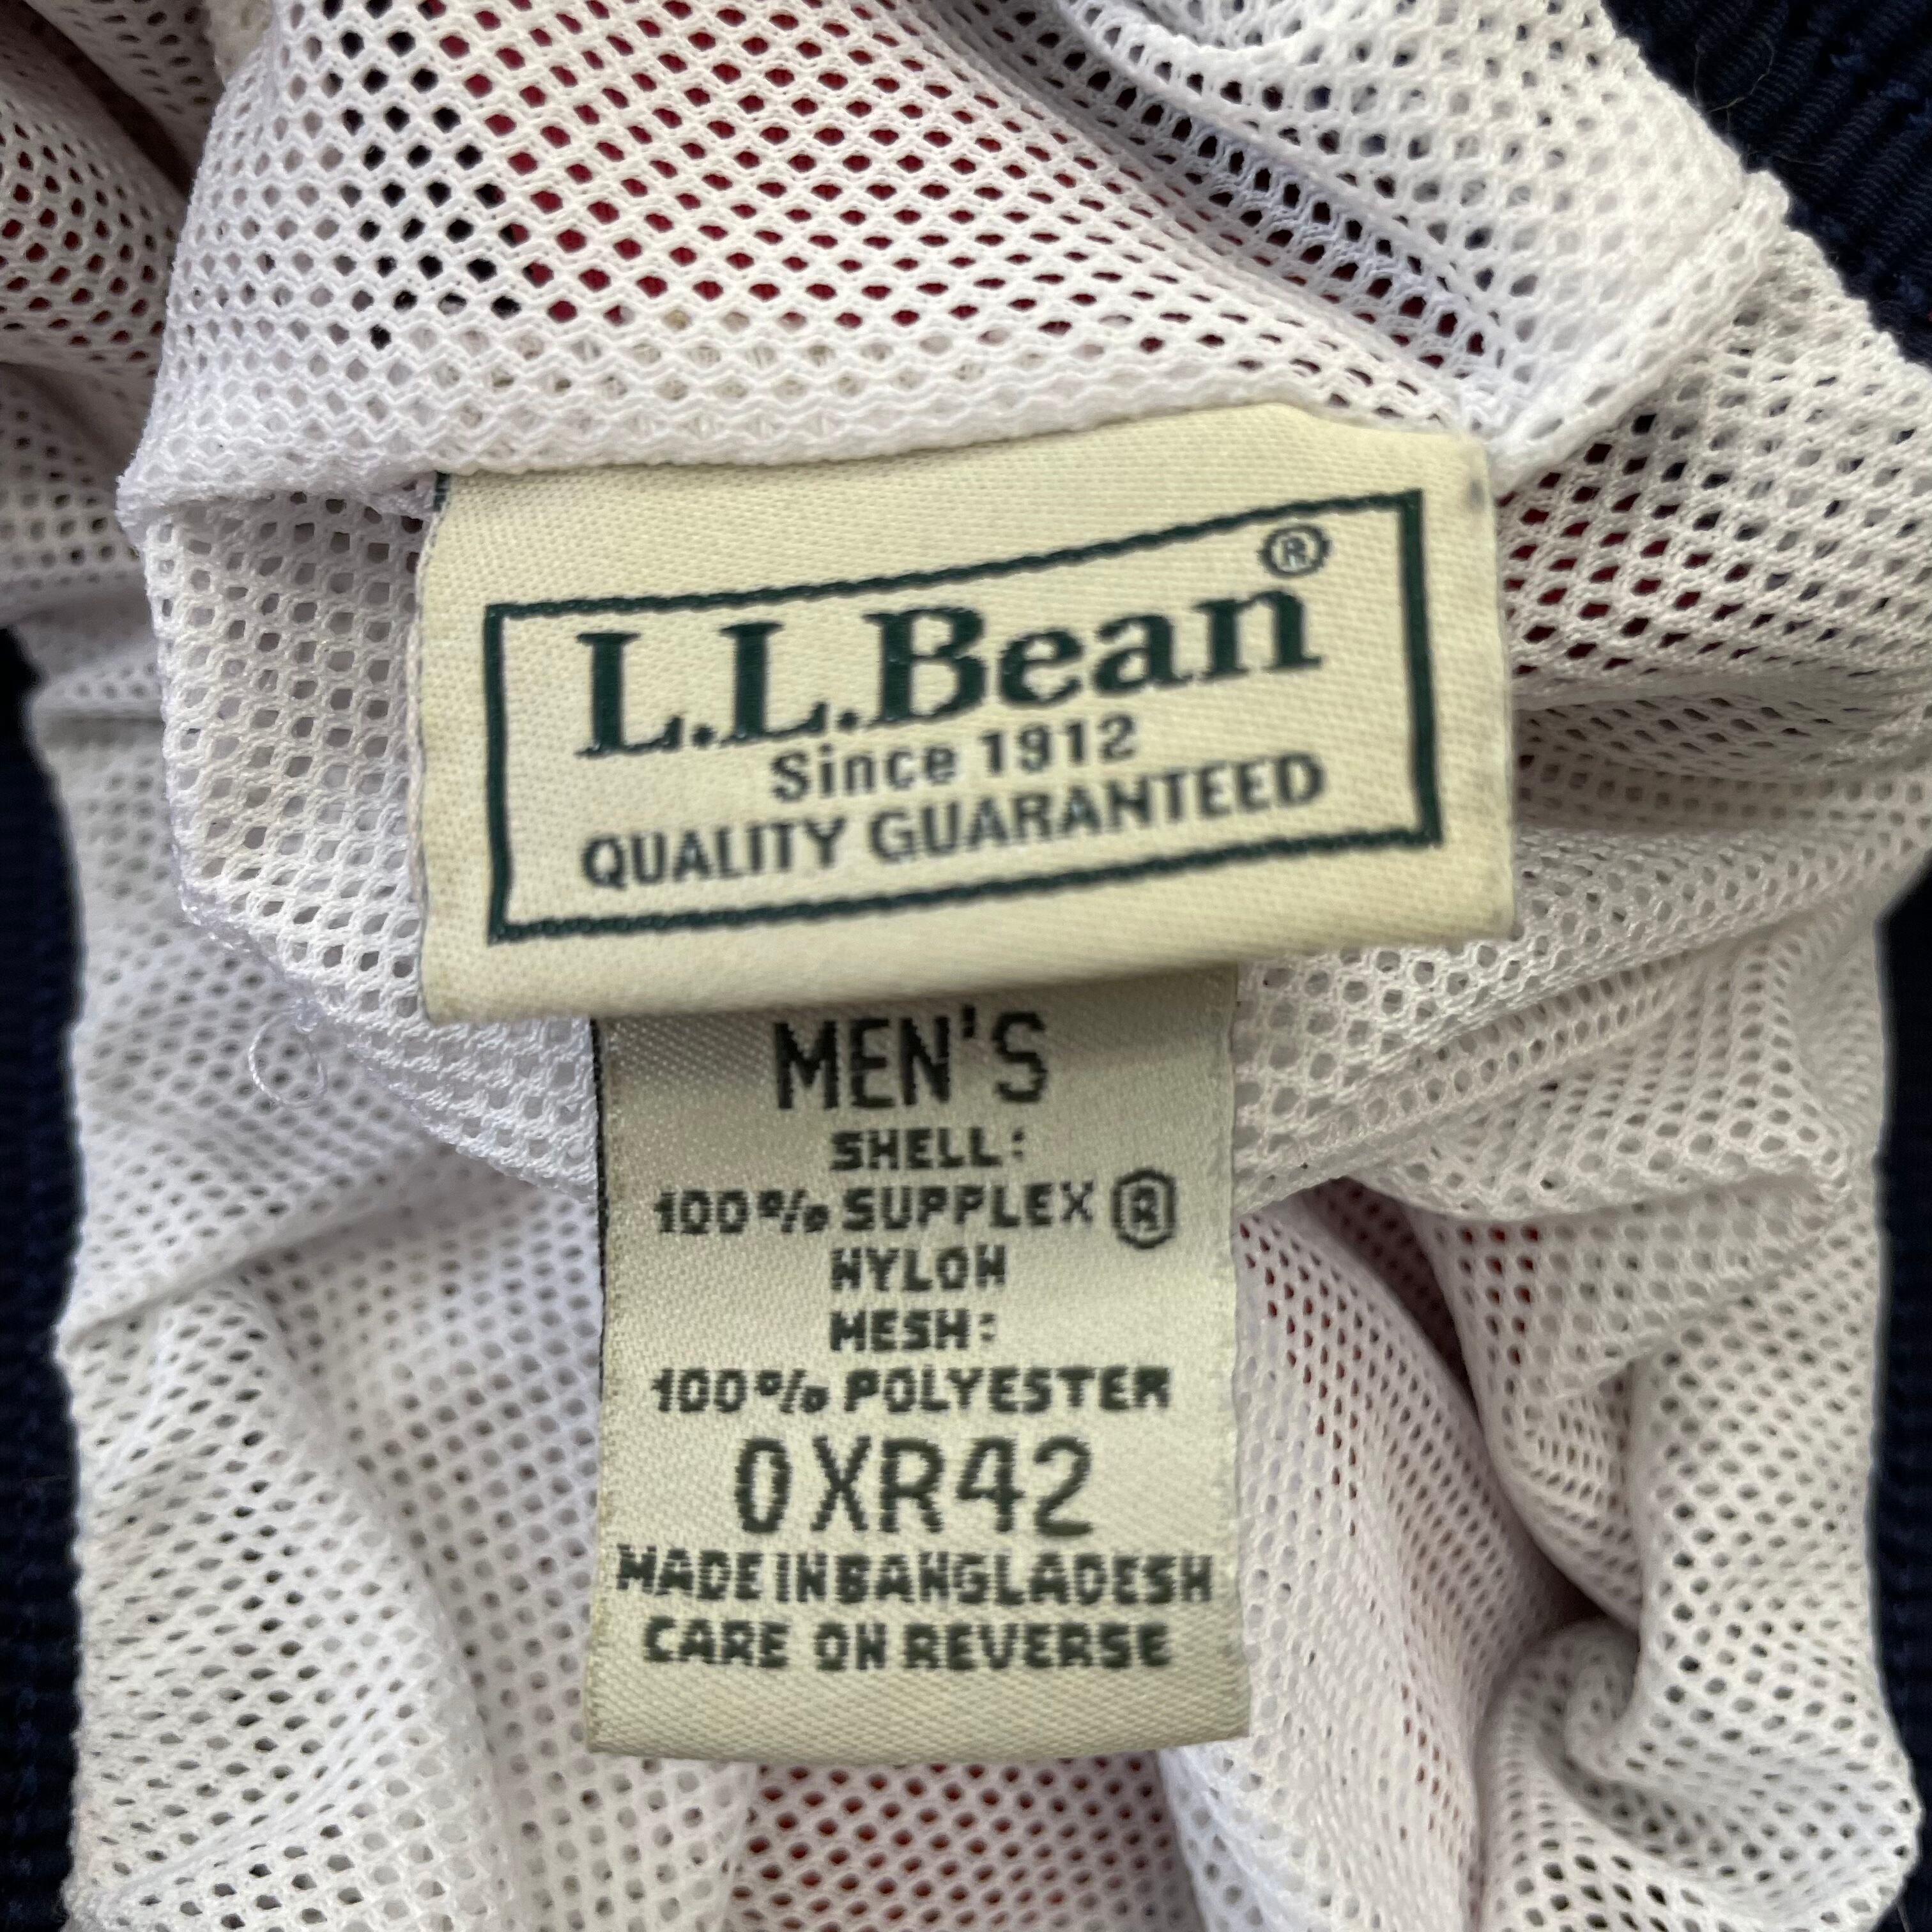 L.L.Bean®
Since 1912
QUALITY GUARANTEED
MEN'S
SHELL:
100% SUPPLEX®
NYLON
MESH:
100% POLYESTER
0XR42
MADE IN BANGLADESH
CARE ON REVERSE